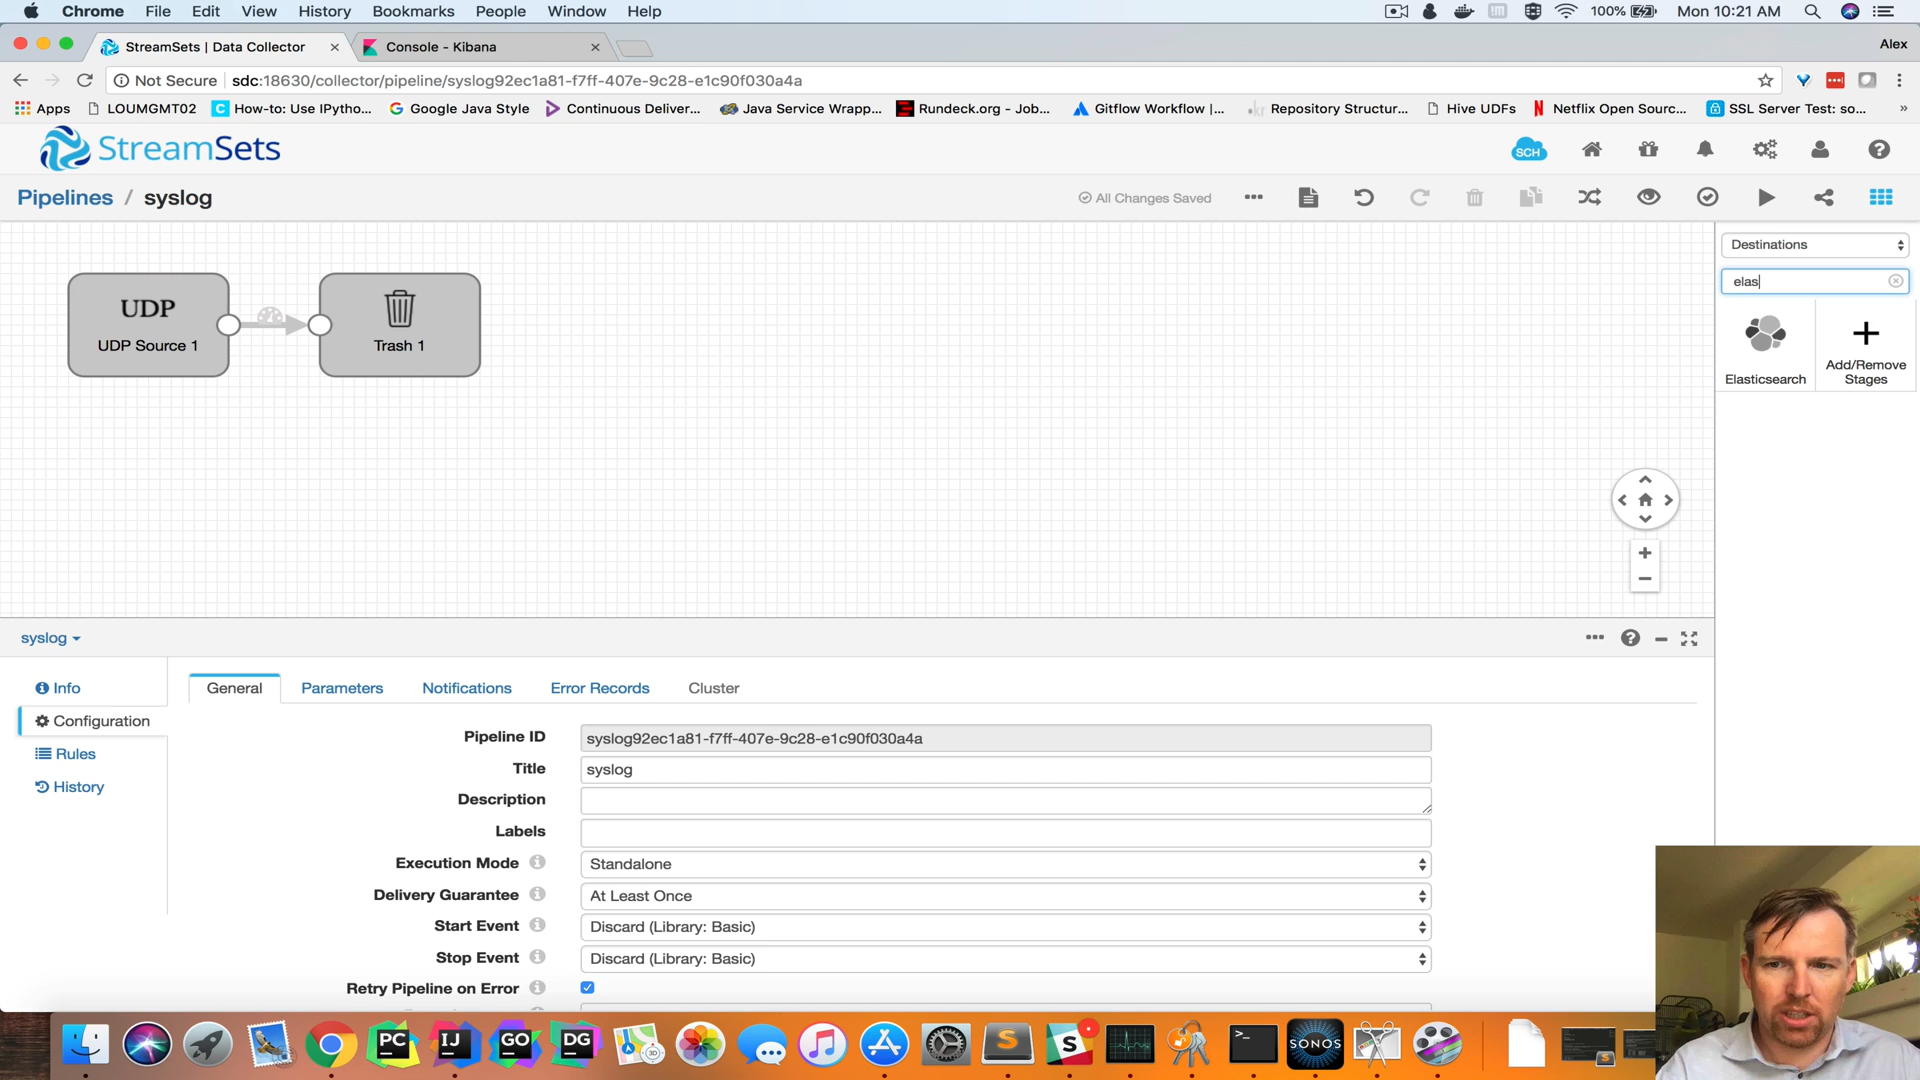 Chrome File Edit View History Bookmarks People Window Help 100% Mon 10:21 AM
StreamSets | Data Collector Console - Kibana Alex
Not Secure sdc:18630/collector/pipeline/syslog92ec1a81-f7ff-407e-9c28-e1c90f030a4a
Apps LOUMGMT02 How-to: Use IPytho... Google Java Style Continuous Deliver... Java Service Wrapp... Rundeck.org - Job... Gitflow Workflow |... Repository Structur... Hive UDFs Netflix Open Sourc... SSL Server Test: so... »
StreamSets SCH
Pipelines / syslog All Changes Saved
Destinations
elas
UDP
UDP Source 1
Trash 1
Elasticsearch
Add/Remove
Stages
syslog
Info
Configuration
Rules
History
General Parameters Notifications Error Records Cluster
Pipeline ID syslog92ec1a81-f7ff-407e-9c28-e1c90f030a4a
Title syslog
Description
Labels
Execution Mode Standalone
Delivery Guarantee At Least Once
Start Event Discard (Library: Basic)
Stop Event Discard (Library: Basic)
Retry Pipeline on Error
PC IJ GO DG 3D S S SONOS